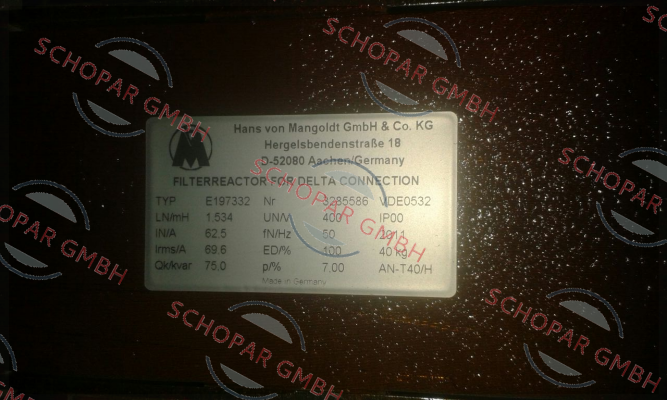 Hans von Mangoldt GmbH & Co. KG
Hergelsbendenstraße 18
D-52080 Aachen/Germany
M
FILTERREACTOR FOR DELTA CONNECTION
TYP E197332 Nr 3285586 VDE0532
LN/mH 1,534 UN/V 400 IP00
IN/A 62.5 fN/Hz 50 2011
Irms/A 69.6 ED/% 100 40 kg
Qk/kvar 75.0 p/% 7.00 AN-T40/H
Made in Germany
SCHOPAR GMBH
SCHOPAR GMBH
SCHOPAR GMBH
SCHOPAR GMBH
SCHOPAR GMBH
SCHOPAR GMBH
SCHOPAR GMBH